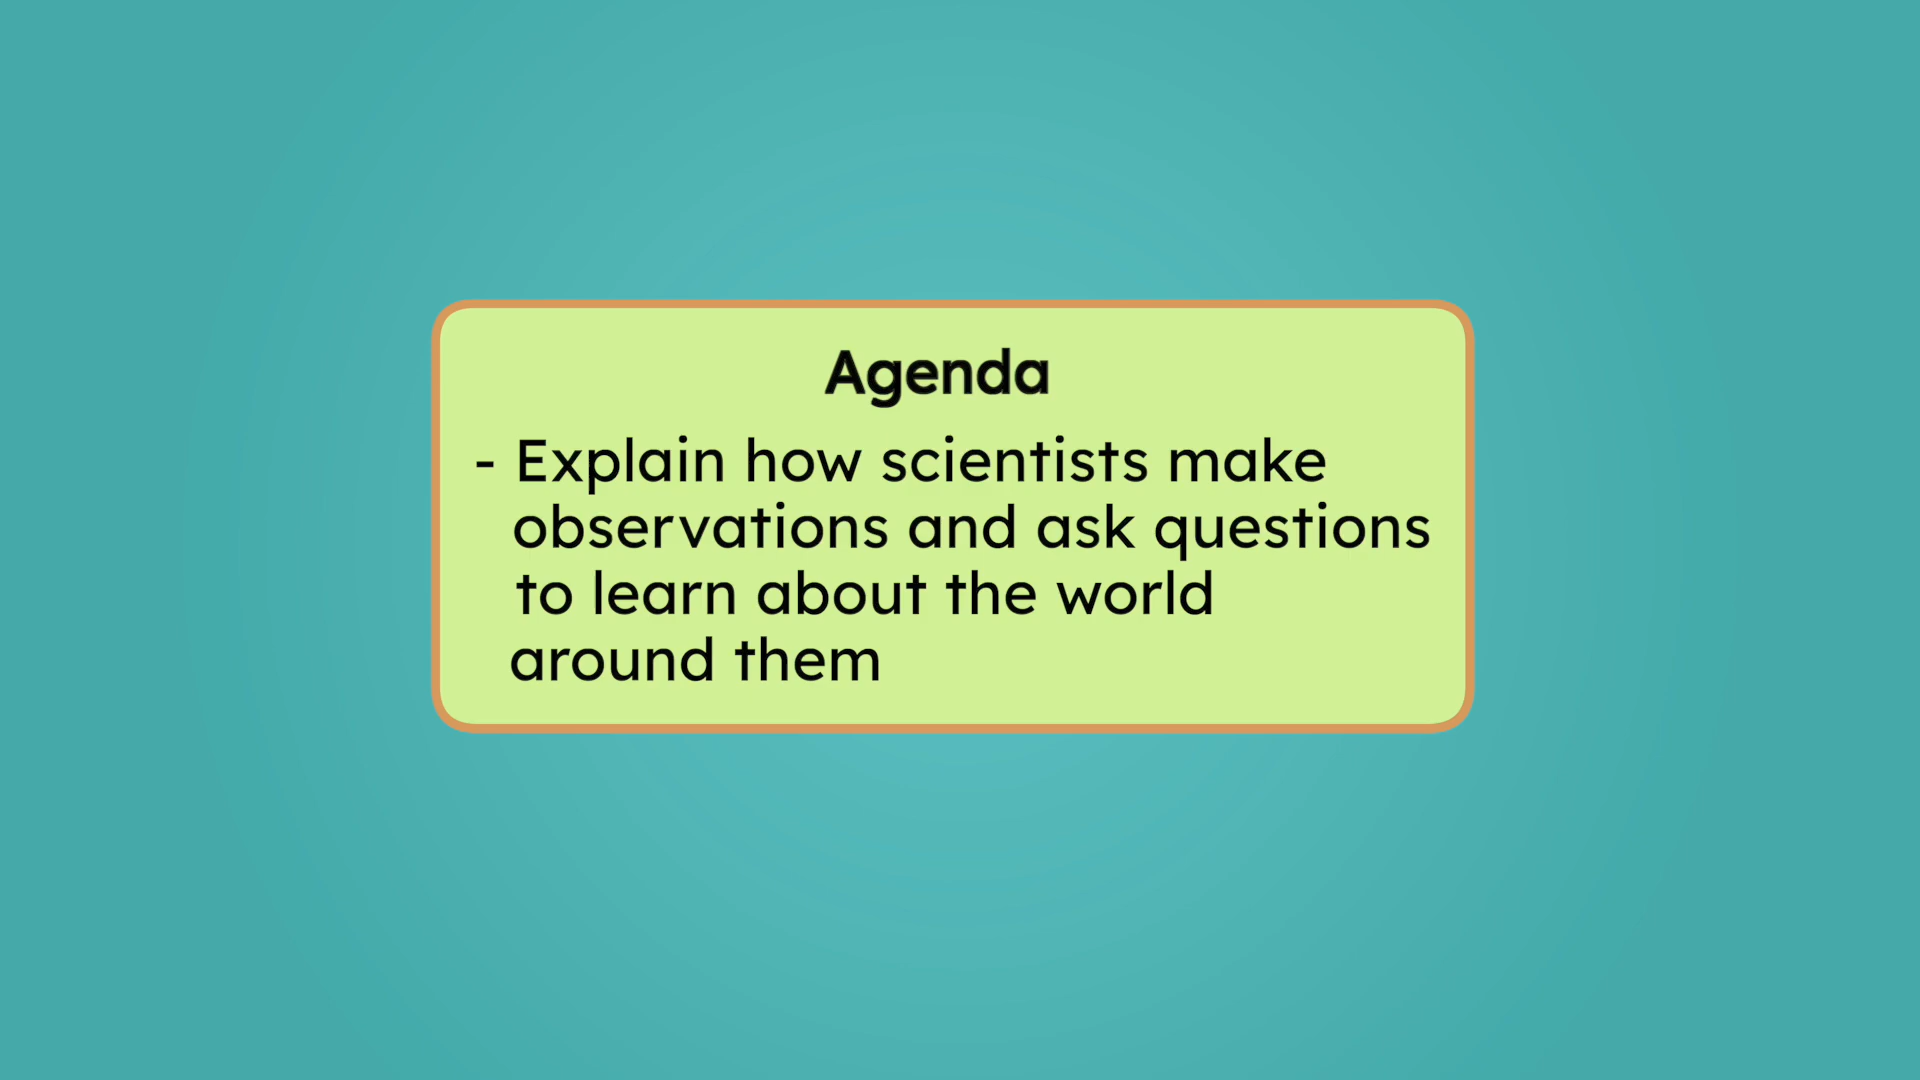 Agenda
- Explain how scientists make
observations and ask questions
to learn about the world
around them